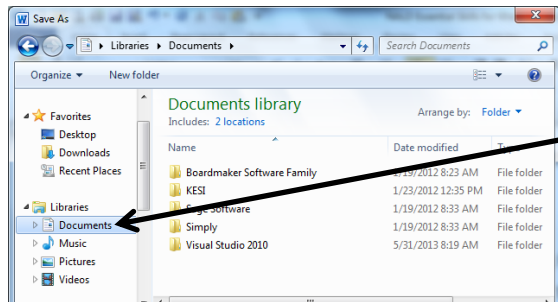 Save As
Libraries ▸ Documents ▸
Search Documents
Organize
New folder
Favorites
Desktop
Downloads
Recent Places
Libraries
Documents
Music
Pictures
Videos
Documents library
Includes: 2 locations
Arrange by: Folder
Name Date modified Type
Boardmaker Software Family 1/19/2012 8:23 AM File folder
KESI 1/23/2012 12:35 PM File folder
Sage Software 1/19/2012 8:33 AM File folder
Simply 1/19/2012 8:33 AM File folder
Visual Studio 2010 5/31/2013 8:19 AM File folder